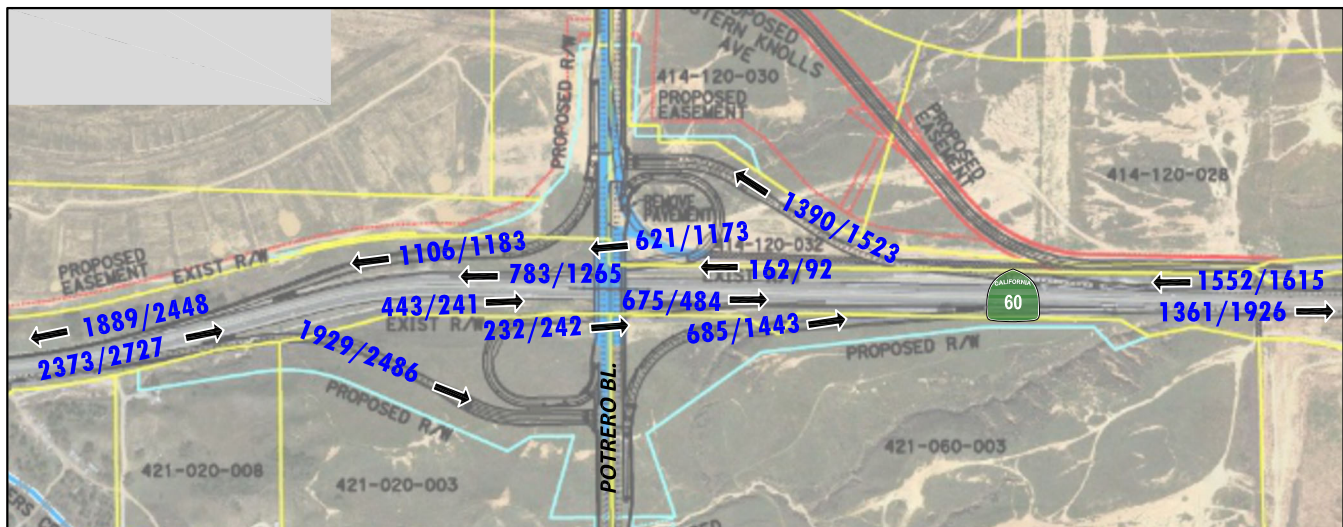 PROPOSED
STERN KNOLLS
AVE
PROPOSED R/W
414-120-030
PROPOSED
EASEMENT
PROPOSED
EASEMENT
414-120-028
REMOVE
PAVEMENT
1390/1523
621/1173
414-120-032
1106/1183
PROPOSED
EASEMENT
EXIST R/W
783/1265
162/92
1552/1615
CALIFORNIA
60
443/241
675/484
1361/1926
1889/2448
EXIST R/W
232/242
685/1443
2373/2727
1929/2486
PROPOSED R/W
PROPOSED R/W
POTRERO BL.
421-060-003
421-020-008
421-020-003